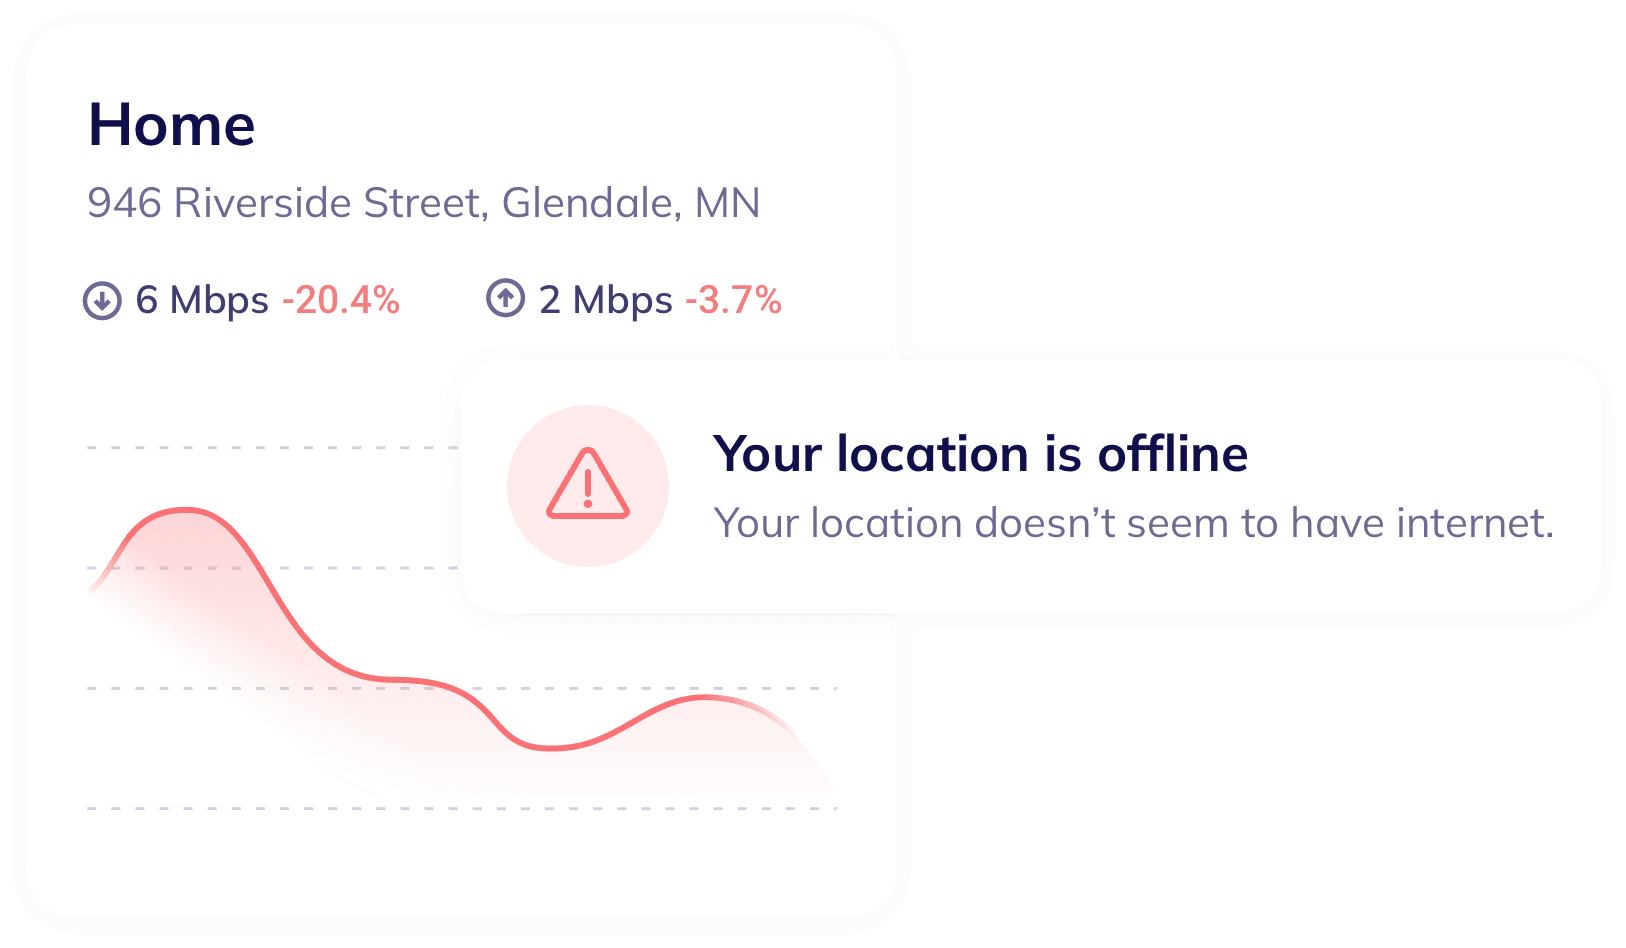 Home
946 Riverside Street, Glendale, MN
6 Mbps -20.4% 2 Mbps -3.7%
Your location is offline
Your location doesn’t seem to have internet.